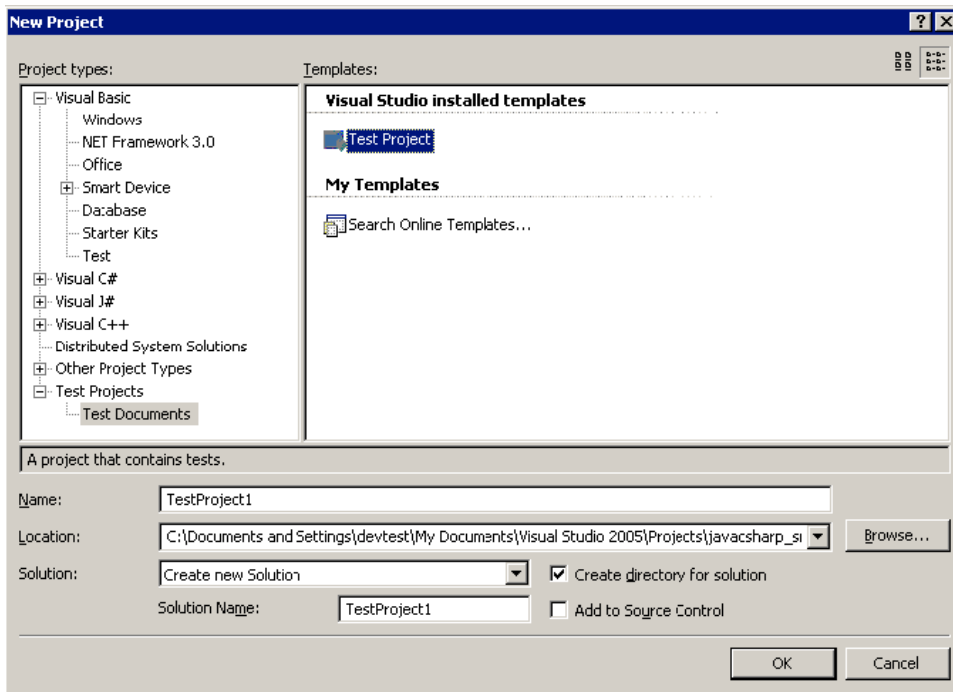 New Project
Project types:
Templates:
Visual Basic
Windows
NET Framework 3.0
Office
Smart Device
Database
Starter Kits
Test
Visual C#
Visual J#
Visual C++
Distributed System Solutions
Other Project Types
Test Projects
Test Documents
Visual Studio installed templates
Test Project
My Templates
Search Online Templates...
A project that contains tests.
Name:
TestProject1
Location:
C:\Documents and Settings\devtest\My Documents\Visual Studio 2005\Projects\javacsharp_
Browse...
Solution:
Create new Solution
Create directory for solution
Solution Name:
TestProject1
Add to Source Control
OK
Cancel